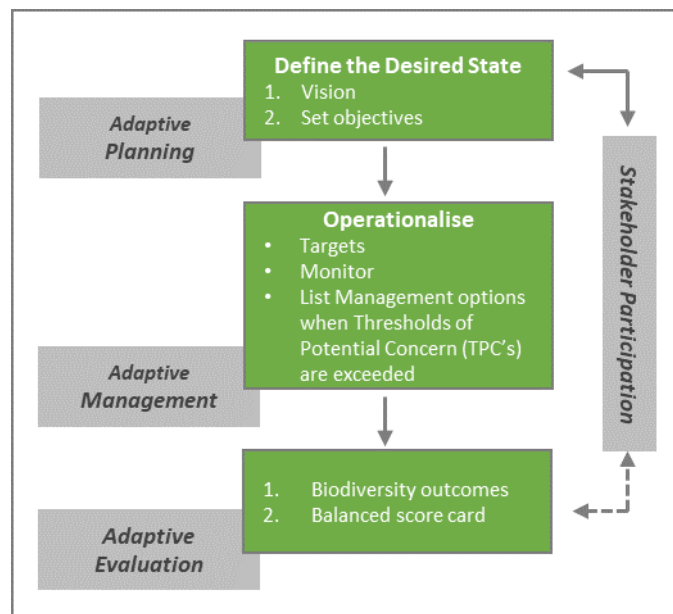 Define the Desired State
1. Vision
2. Set objectives
Adaptive
Planning
Operationalise
• Targets
• Monitor
• List Management options
when Thresholds of
Potential Concern (TPC's)
are exceeded
Adaptive
Management
1. Biodiversity outcomes
2. Balanced score card
Adaptive
Evaluation
Stakeholder Participation